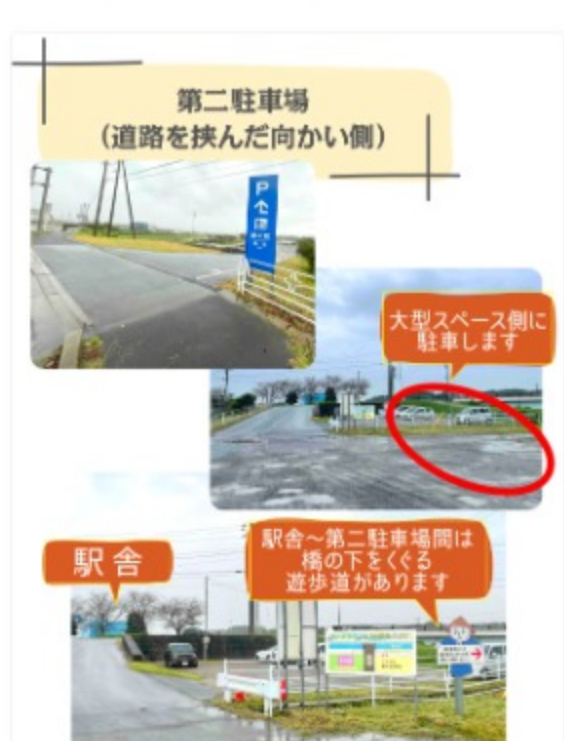 第二駐車場
(道路を挟んだ向かい側)
P
大型スペース側に
駐車します
駅舎
駅舎~第二駐車場間は
橋の下をくぐる
遊歩道があります